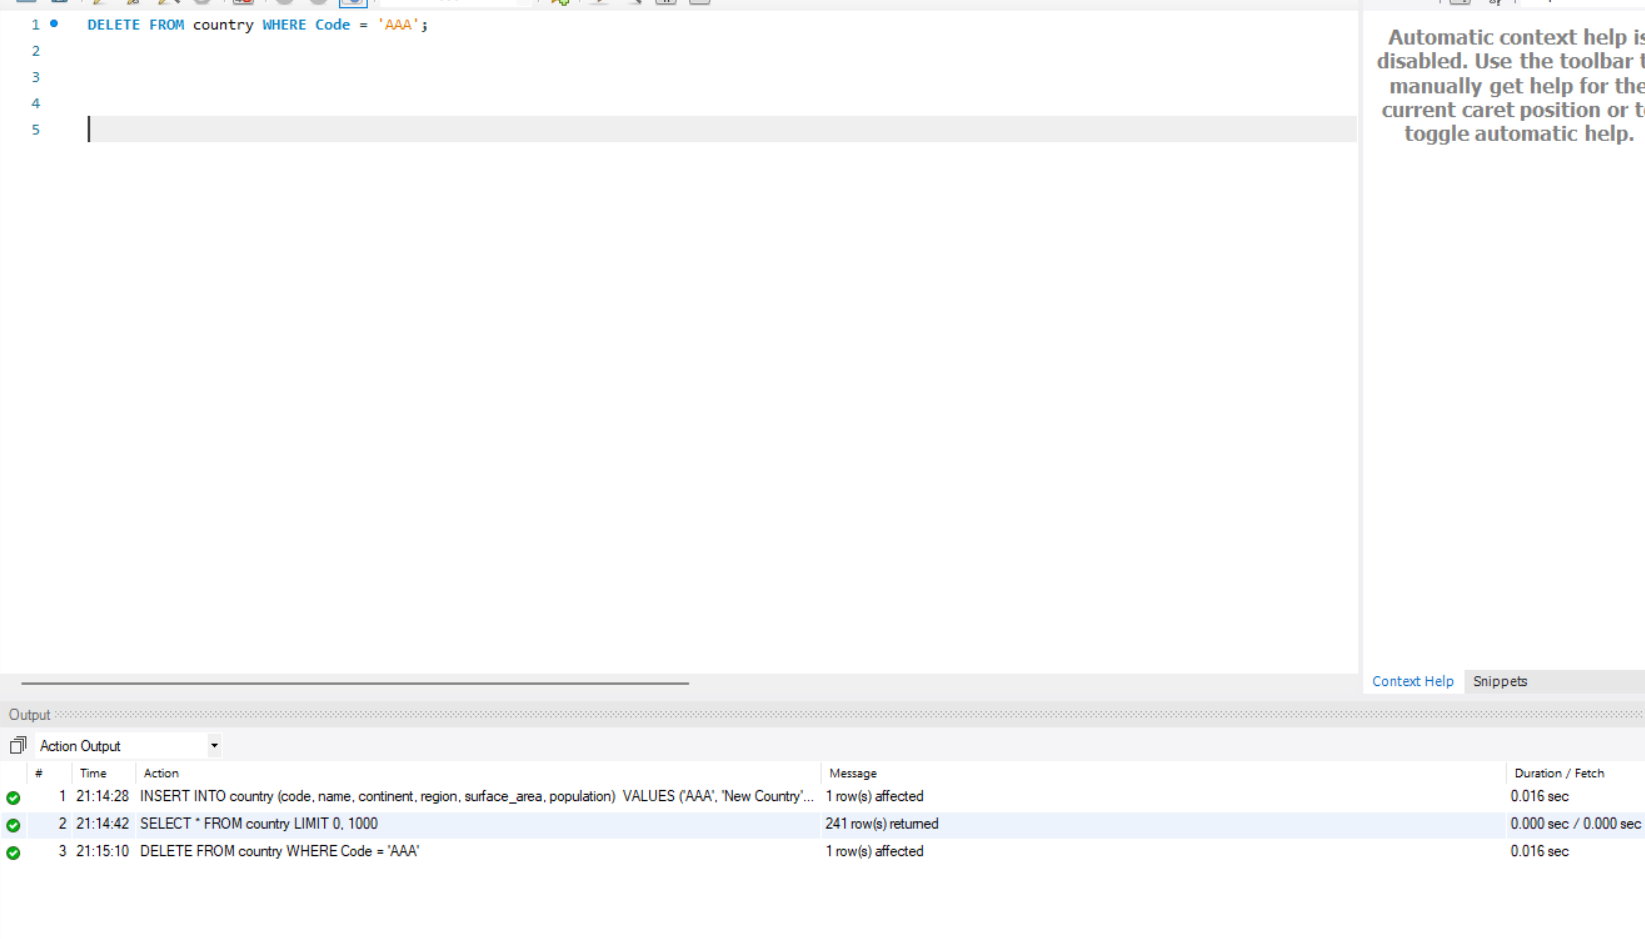 1 DELETE FROM country WHERE Code = 'AAA';
2
3
4
5
Automatic context help is
disabled. Use the toolbar
manually get help for the
current caret position or
toggle automatic help.
Context Help Snippets
Output
Action Output
# Time Action Message Duration / Fetch
1 21:14:28 INSERT INTO country (code, name, continent, region, surface_area, population) VALUES ('AAA', 'New Country'... 1 row(s) affected 0.016 sec
2 21:14:42 SELECT * FROM country LIMIT 0, 1000 241 row(s) returned 0.000 sec / 0.000 sec
3 21:15:10 DELETE FROM country WHERE Code = 'AAA' 1 row(s) affected 0.016 sec